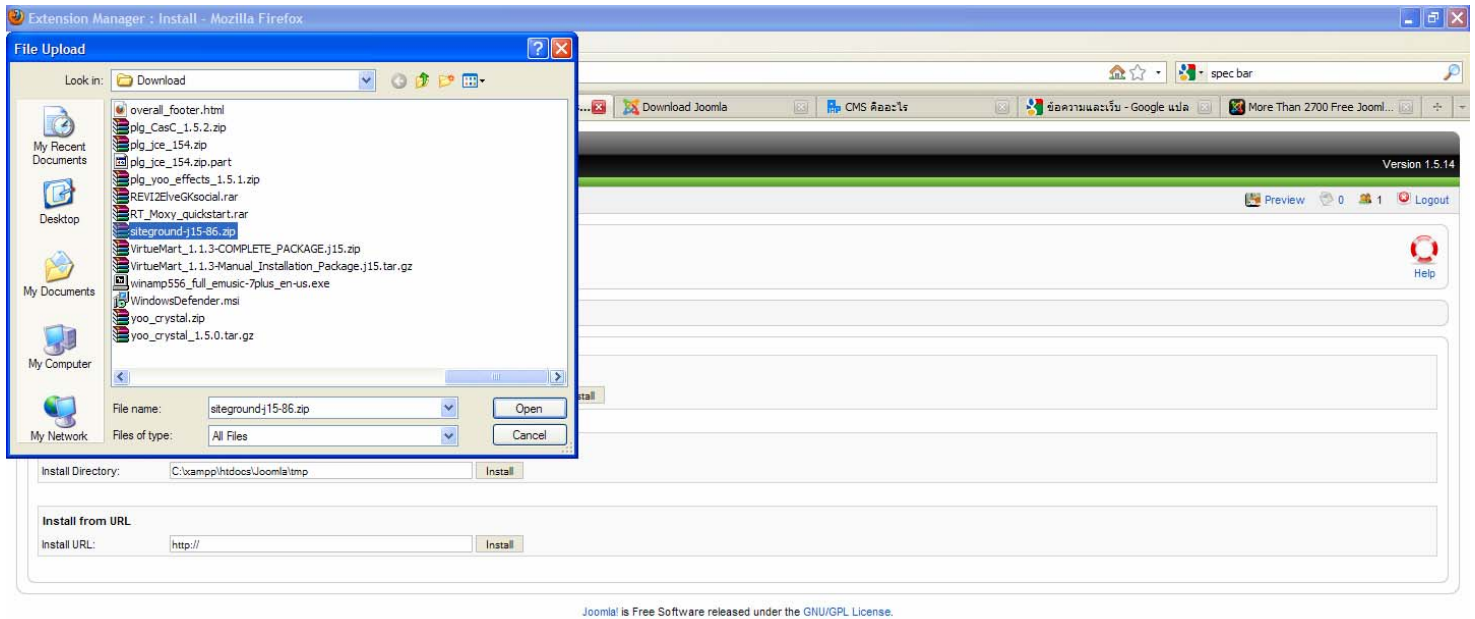 Extension Manager : Install - Mozilla Firefox
File Upload
Look in: Download
spec bar
overall_footer.html
plg_CasC_1.5.2.zip
plg_jce_154.zip
plg_jce_154.zip.part
plg_yoo_effects_1.5.1.zip
REVI2ElveGKsocial.rar
RT_Moxy_quickstart.rar
siteground-j15-86.zip
VirtueMart_1.1.3-COMPLETE_PACKAGE.j15.zip
VirtueMart_1.1.3-Manual_Installation_Package.j15.tar.gz
winamp556_full_emusic-7plus_en-us.exe
WindowsDefender.msi
yoo_crystal.zip
yoo_crystal_1.5.0.tar.gz
My Recent
Documents
Desktop
My Documents
My Computer
My Network
File name: siteground-j15-86.zip Open
Files of type: All Files Cancel
s... Download Joomla CMS คืออะไร ข้อความและเว็บ - Google แปล More Than 2700 Free Jooml...
Version 1.5.14
Preview 0 1 Logout
Help
stall
Install Directory: C:\xampp\htdocs\Joomla\tmp Install
Install from URL
Install URL: http:// Install
Joomla! is Free Software released under the GNU/GPL License.